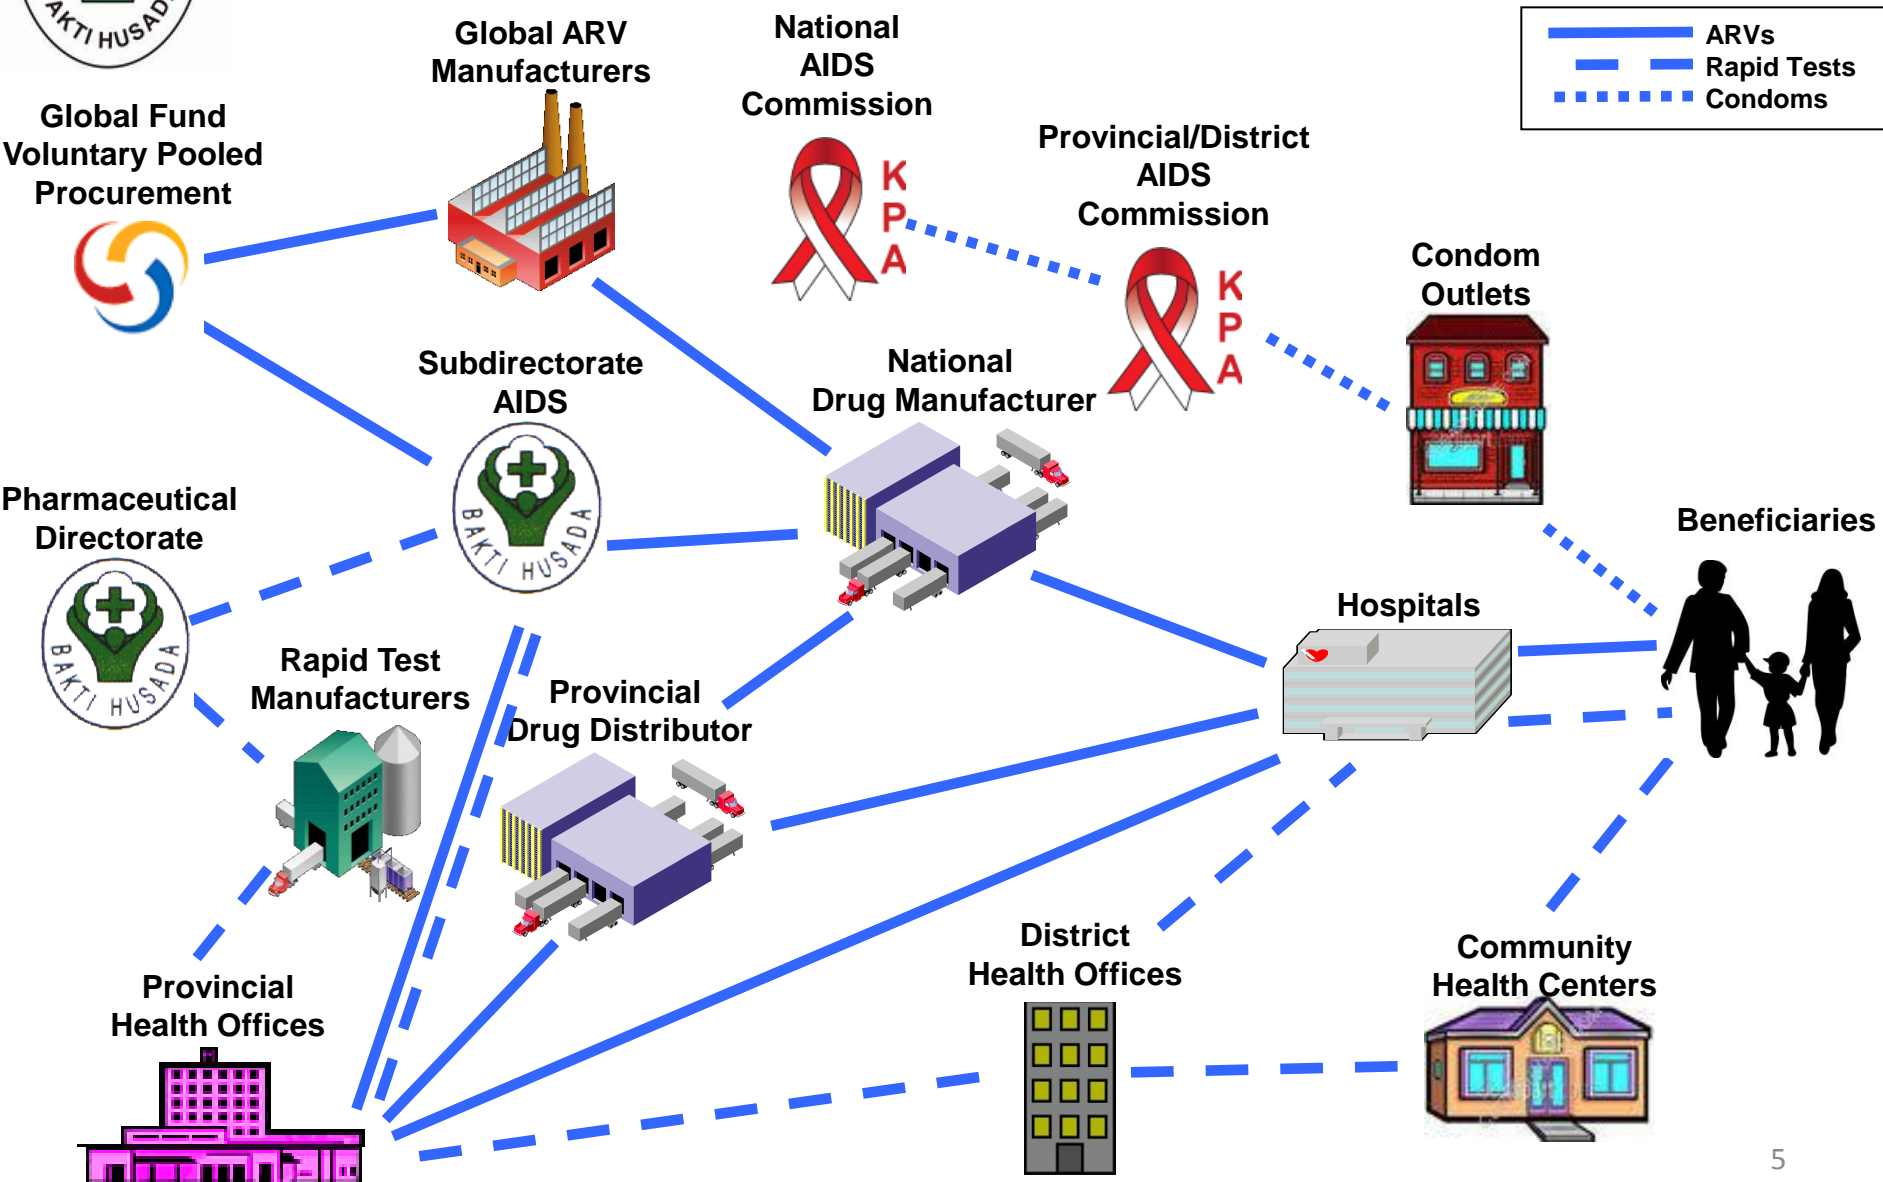 BAKTI HUSADA
Global ARV
Manufacturers
National
AIDS
Commission
ARVs
Rapid Tests
Condoms
Global Fund
Voluntary Pooled
Procurement
Provincial/District
AIDS
Commission
K
P
A
K
P
A
Condom
Outlets
Subdirectorate
AIDS
BAKTI HUSADA
National
Drug Manufacturer
Pharmaceutical
Directorate
BAKTI HUSADA
Beneficiaries
Hospitals
Rapid Test
Manufacturers
Provincial
Drug Distributor
District
Health Offices
Community
Health Centers
Provincial
Health Offices
5